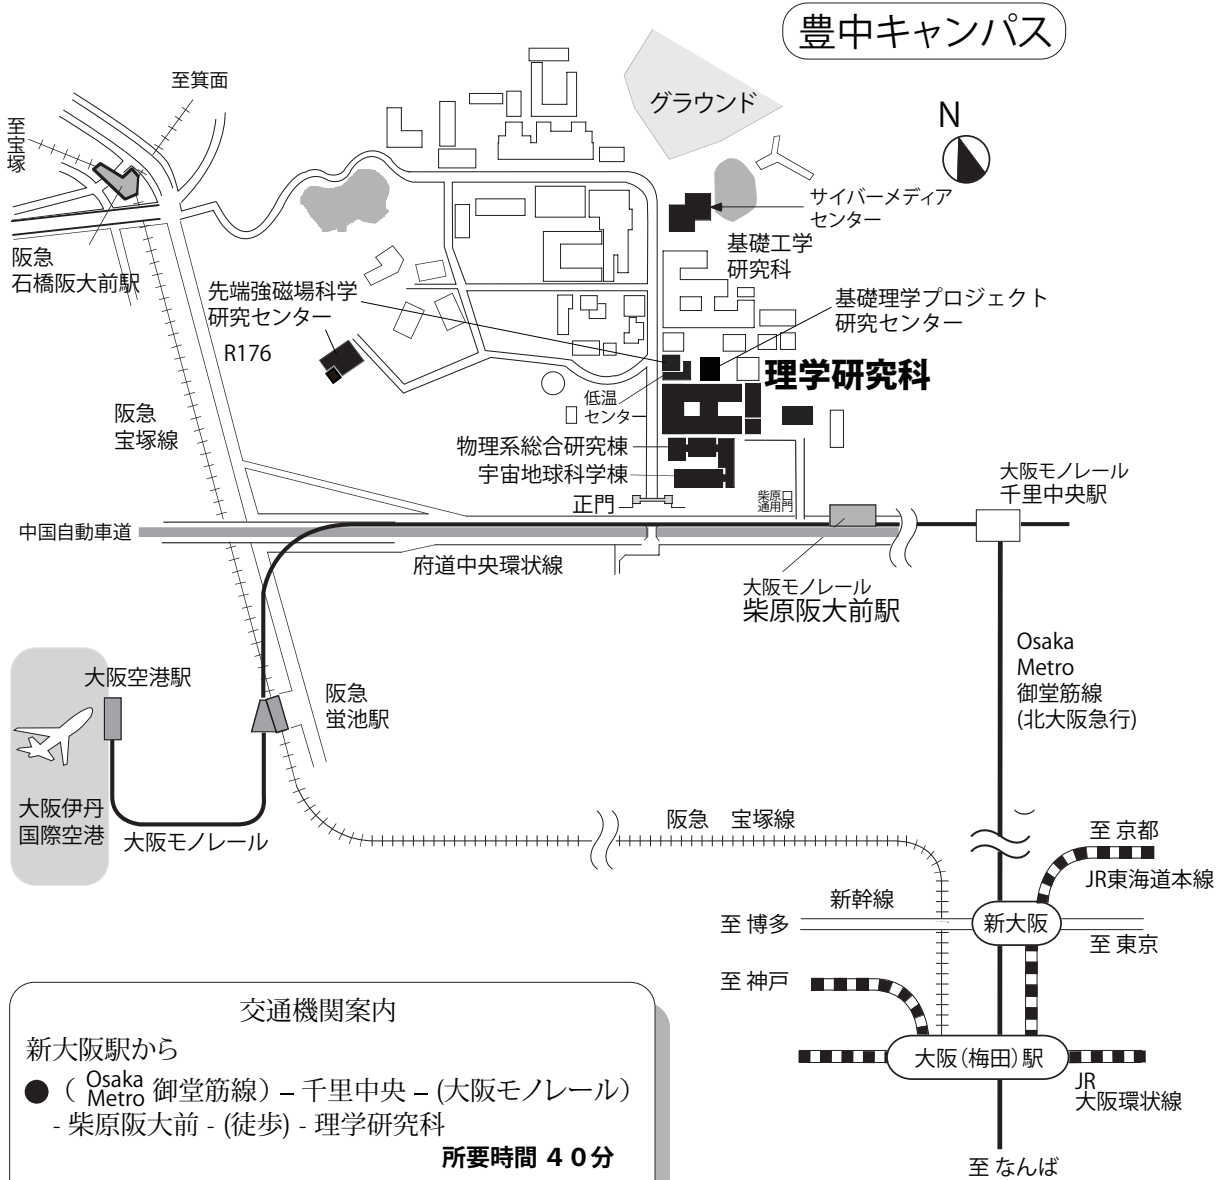 豊中キャンパス
至箕面
至宝塚
グラウンド
N
サイバーメディア
センター
基礎工学
研究科
阪急
石橋阪大前駅
先端強磁場科学
研究センター
R176
基礎理学プロジェクト
研究センター
理学研究科
低温
センター
阪急
宝塚線
物理系総合研究棟
宇宙地球科学棟
正門
柴原口
通用門
大阪モノレール
千里中央駅
中国自動車道
府道中央環状線
大阪モノレール
柴原阪大前駅
Osaka
Metro
御堂筋線
(北大阪急行)
大阪空港駅
阪急
蛍池駅
大阪伊丹
国際空港
大阪モノレール
阪急 宝塚線
至 京都
JR東海道本線
新幹線
至 博多
新大阪
至 東京
至 神戸
大阪（梅田）駅
JR
大阪環状線
至 なんば
交通機関案内
新大阪駅から
●（ Osaka Metro 御堂筋線）– 千里中央 – (大阪モノレール)
- 柴原阪大前 - (徒歩) - 理学研究科
所要時間 ４０分